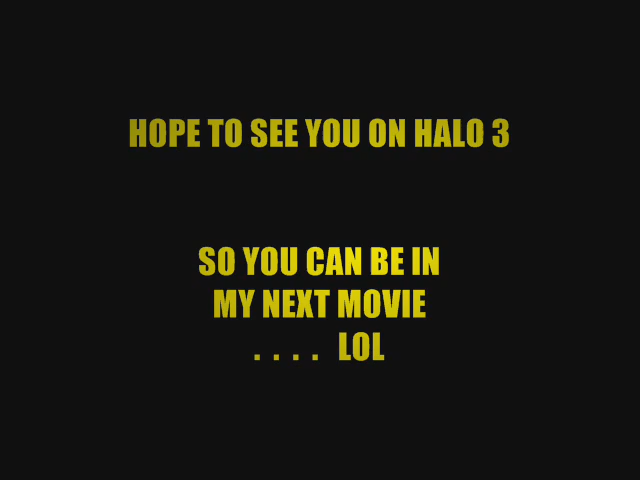 HOPE TO SEE YOU ON HALO 3
SO YOU CAN BE IN
MY NEXT MOVIE
. . . . LOL